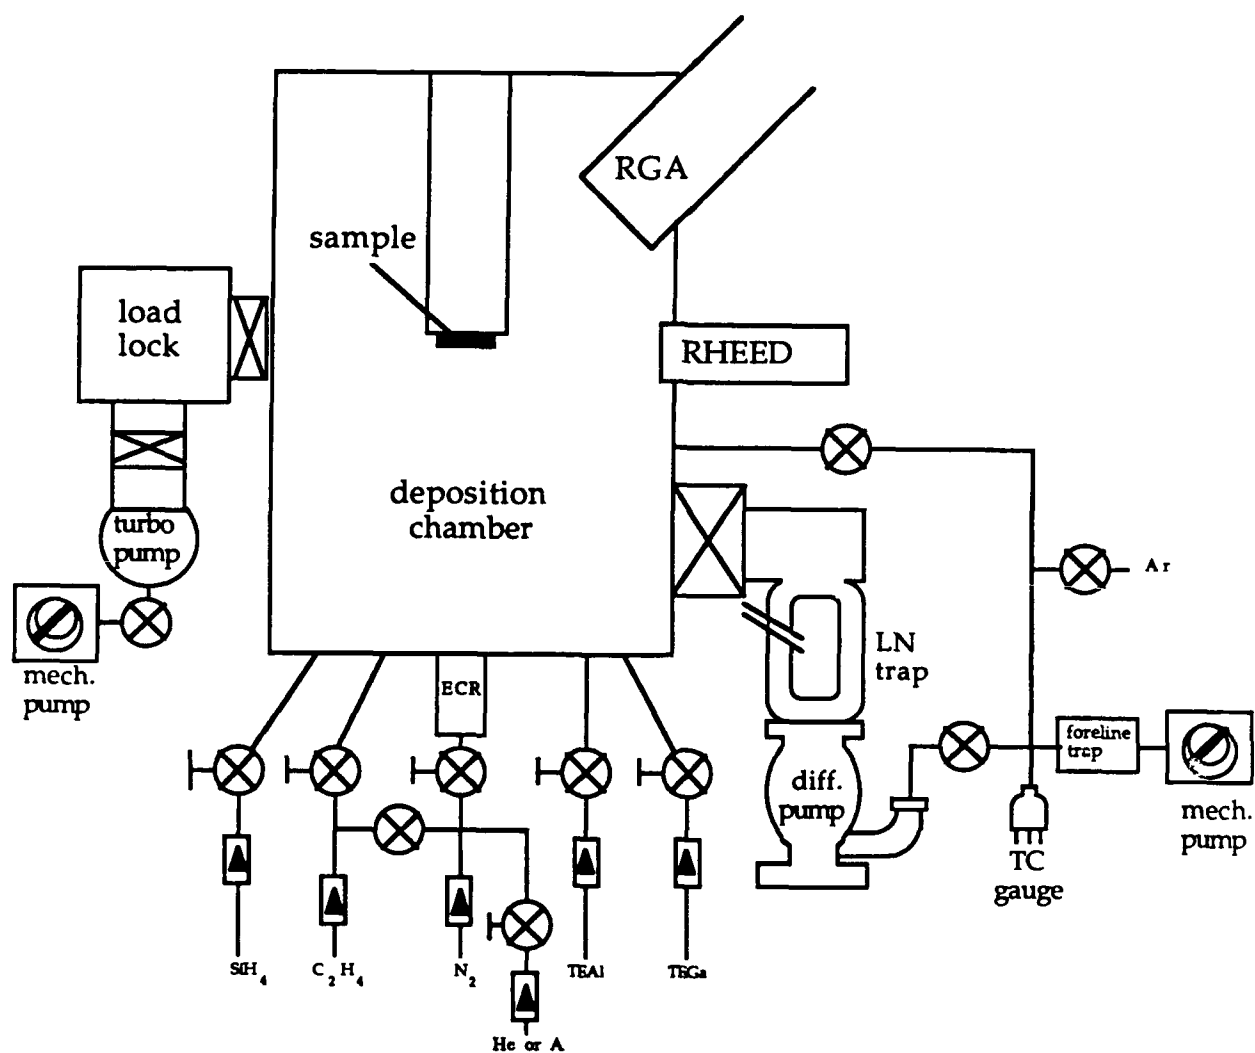 RGA
sample
load
lock
RHEED
deposition
chamber
turbo
pump
Ar
mech.
pump
ECR
LN
trap
foreline
trap
diff.
pump
mech.
pump
TC
gauge
SiH4
C2H4
N2
TEAl
TEGa
He or A